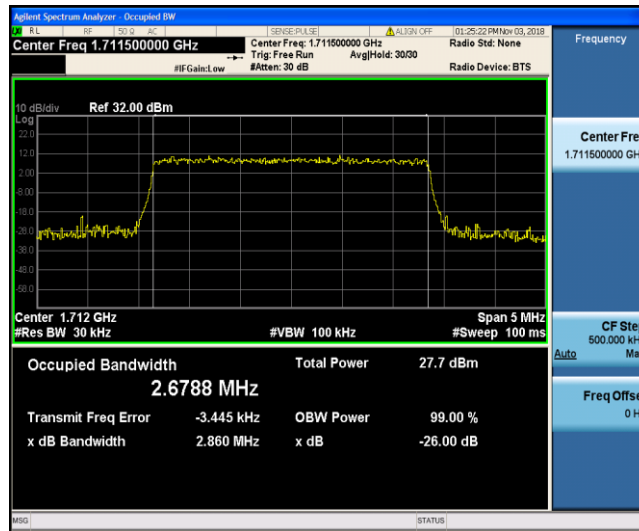 Agilent Spectrum Analyzer - Occupied BW
RL RF 50 Ω AC SENSE:PULSE ALIGN OFF 01:25:22 PM Nov 03, 2018
Center Freq 1.711500000 GHz Center Freq: 1.711500000 GHz Radio Std: None Frequency
Trig: Free Run Avg|Hold: 30/30
#IFGain:Low #Atten: 30 dB Radio Device: BTS
10 dB/div Ref 32.00 dBm
Log
22.0
12.0 Center Fre
2.00 1.711500000 GH
-8.00
-18.0
-28.0
-38.0
-48.0
-58.0
Center 1.712 GHz Span 5 MHz
#Res BW 30 kHz #VBW 100 kHz #Sweep 100 ms
CF Ste
500.000 kH
Auto Ma
Occupied Bandwidth Total Power 27.7 dBm
2.6788 MHz
Freq Offse
0 H
Transmit Freq Error -3.445 kHz OBW Power 99.00 %
x dB Bandwidth 2.860 MHz x dB -26.00 dB
MSG STATUS